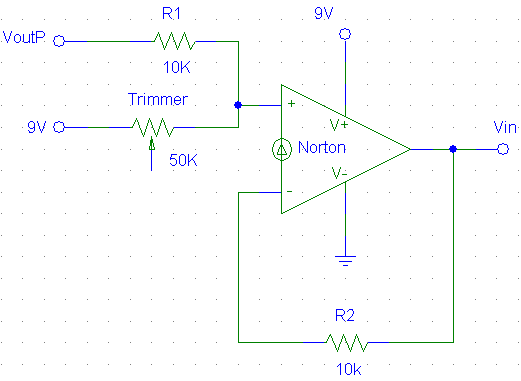 R1
9V
VoutP
10K
Trimmer
+
V+
9V
Vin
Norton
50K
V-
-
R2
10k